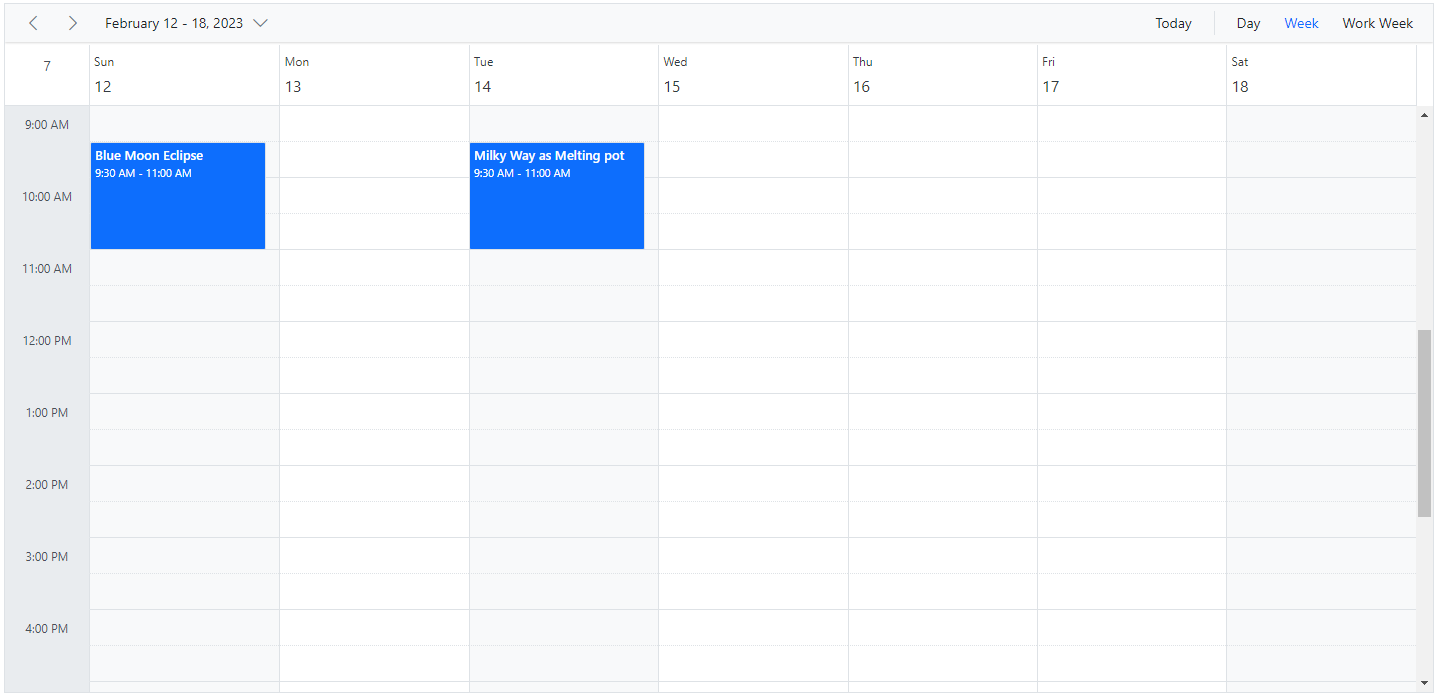 February 12 - 18, 2023 Today Day Week Work Week
7 Sun Mon Tue Wed Thu Fri Sat
12 13 14 15 16 17 18
9:00 AM
Blue Moon Eclipse Milky Way as Melting pot
9:30 AM - 11:00 AM 9:30 AM - 11:00 AM
10:00 AM
11:00 AM
12:00 PM
1:00 PM
2:00 PM
3:00 PM
4:00 PM